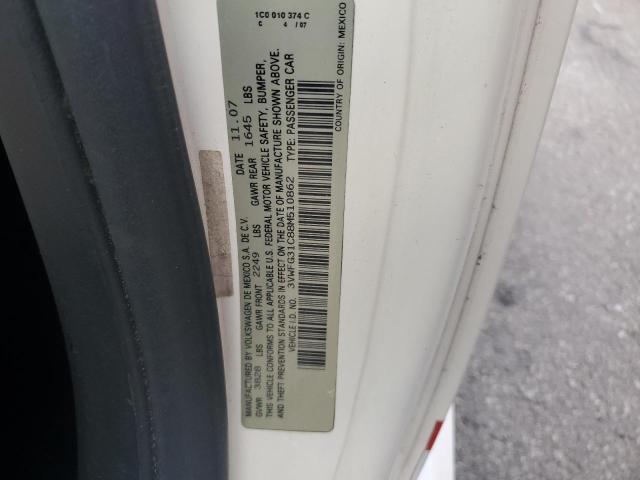 MANUFACTURED BY VOLKSWAGEN DE MEXICO S.A. DE C.V. DATE 11.07
GVWR 3828 LBS GAWR FRONT 2249 LBS GAWR REAR 1645 LBS
THIS VEHICLE CONFORMS TO ALL APPLICABLE U.S. FEDERAL MOTOR VEHICLE SAFETY, BUMPER,
AND THEFT PREVENTION STANDARDS IN EFFECT ON THE DATE OF MANUFACTURE SHOWN ABOVE.
VEHICLE I.D. NO. 3VWFG31C88M510862 TYPE: PASSENGER CAR
COUNTRY OF ORIGIN: MEXICO
1C0 010 374 C
C 4 /07